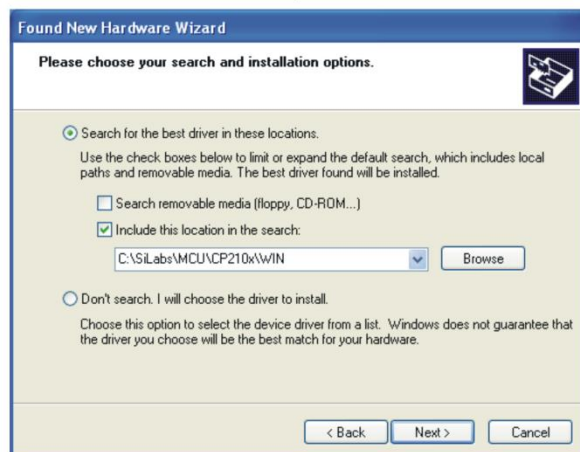 Found New Hardware Wizard
Please choose your search and installation options.
Search for the best driver in these locations.
Use the check boxes below to limit or expand the default search, which includes local
paths and removable media. The best driver found will be installed.
Search removable media (floppy, CD-ROM...)
Include this location in the search:
C:\SiLabs\MCU\CP210x\WIN
Browse
Don't search. I will choose the driver to install.
Choose this option to select the device driver from a list. Windows does not guarantee that
the driver you choose will be the best match for your hardware.
< Back Next > Cancel